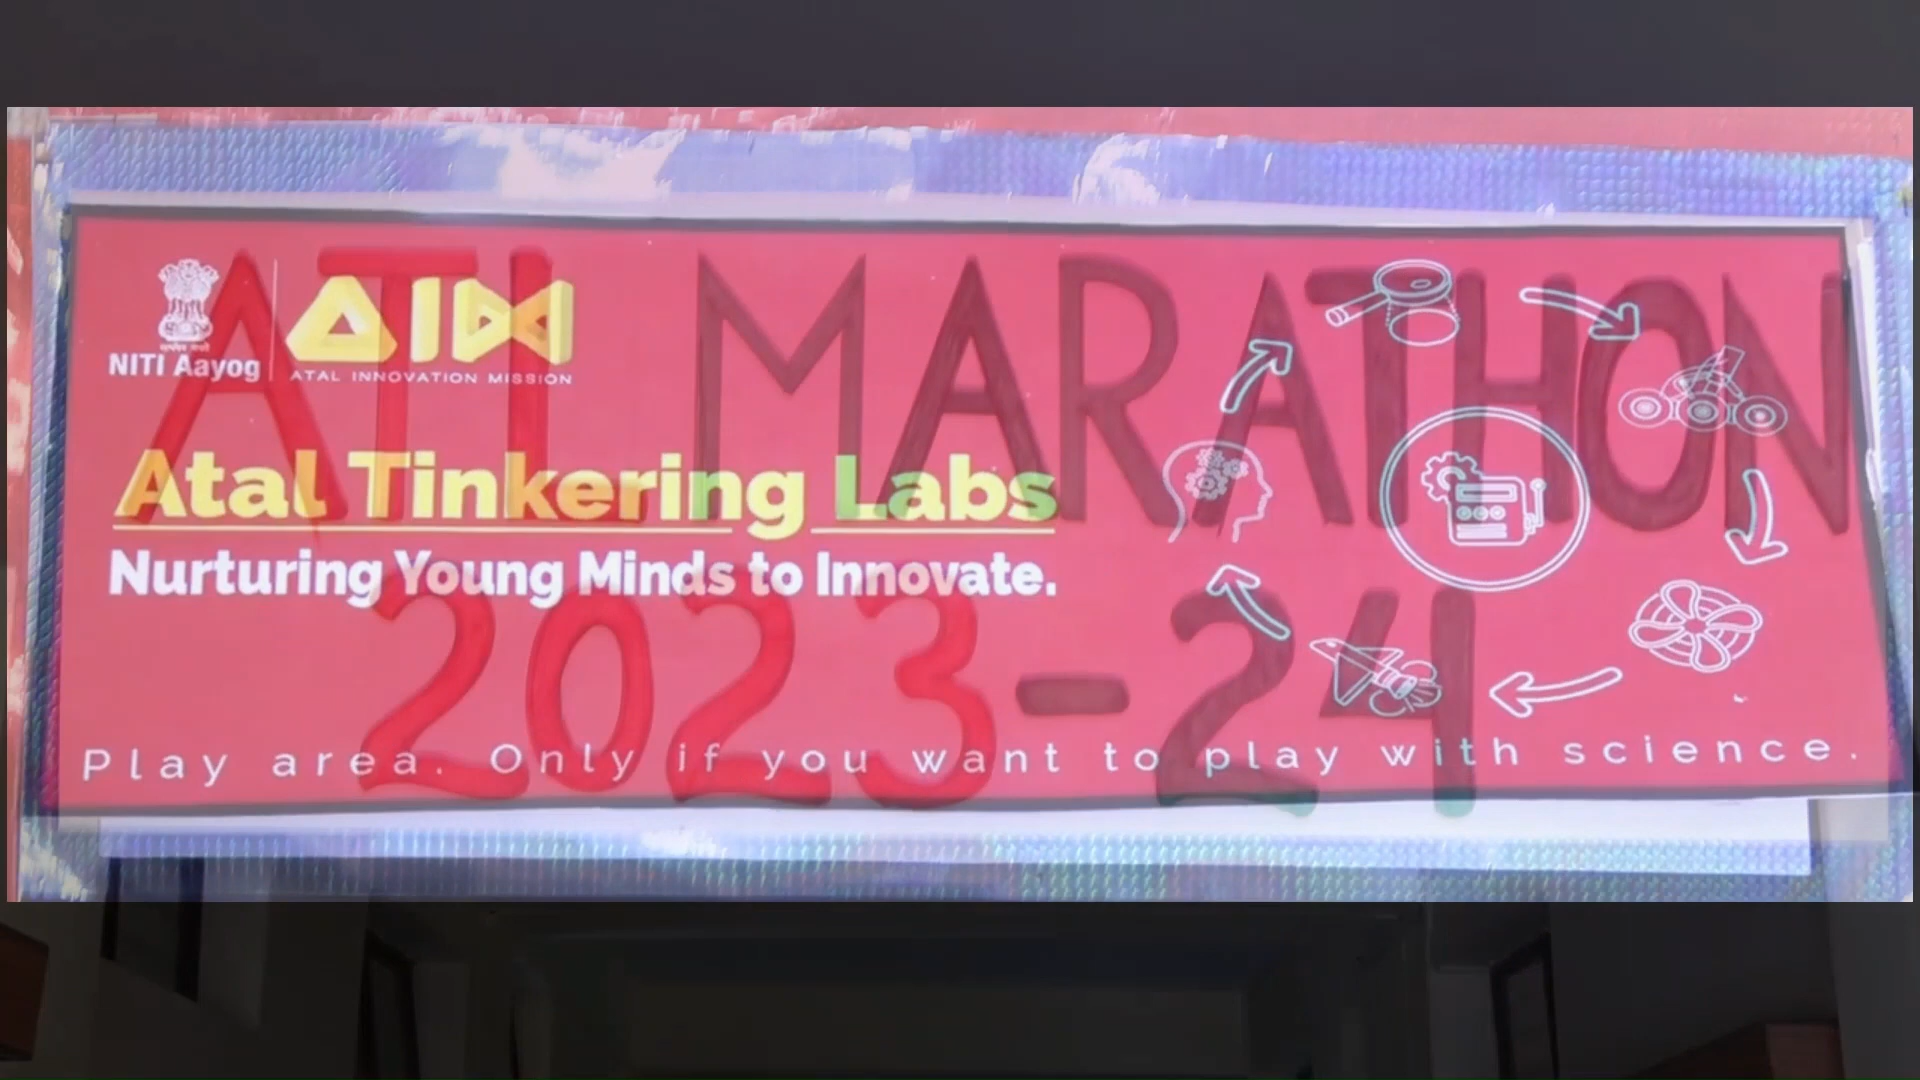 ATL MARATHON
2023-24
NITI Aayog
AIM
ATAL INNOVATION MISSION
Atal Tinkering Labs
Nurturing Young Minds to Innovate.
Play area. Only if you want to play with science.